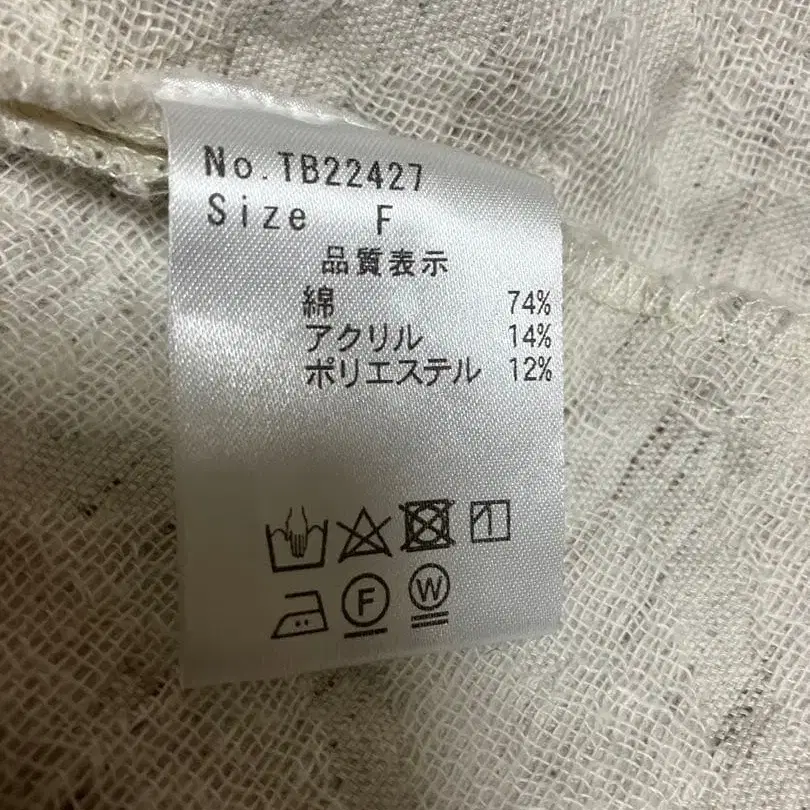 No.TB22427
Size F
品質表示
綿 74%
アクリル 14%
ポリエステル 12%
F W